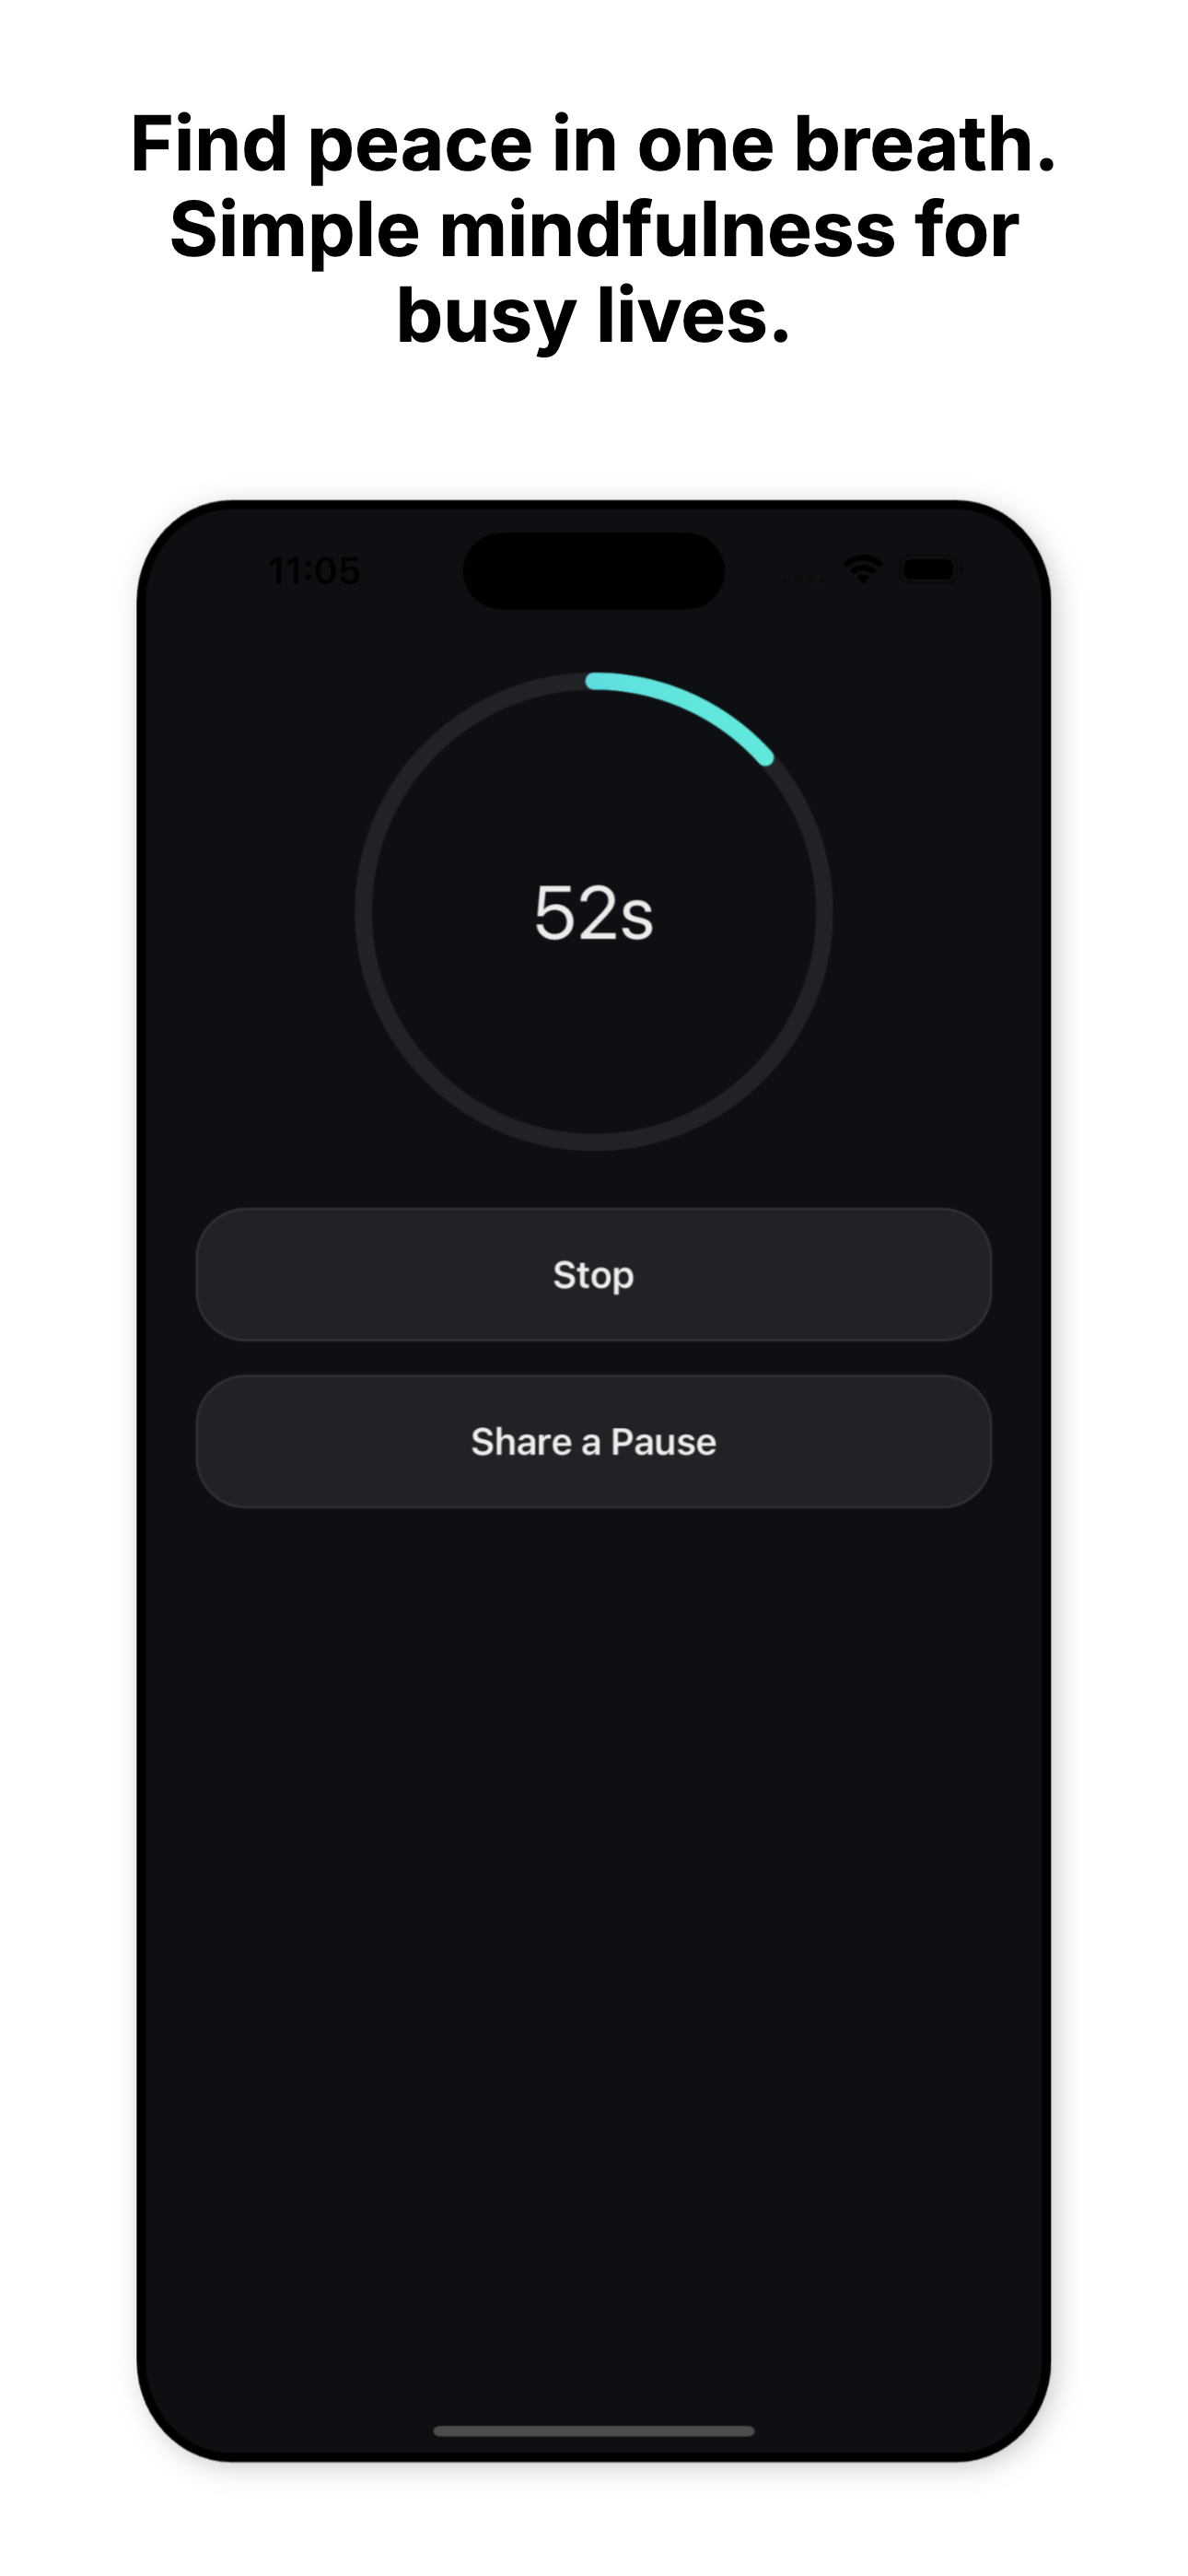 Find peace in one breath.
Simple mindfulness for
busy lives.
11:05
52s
Stop
Share a Pause